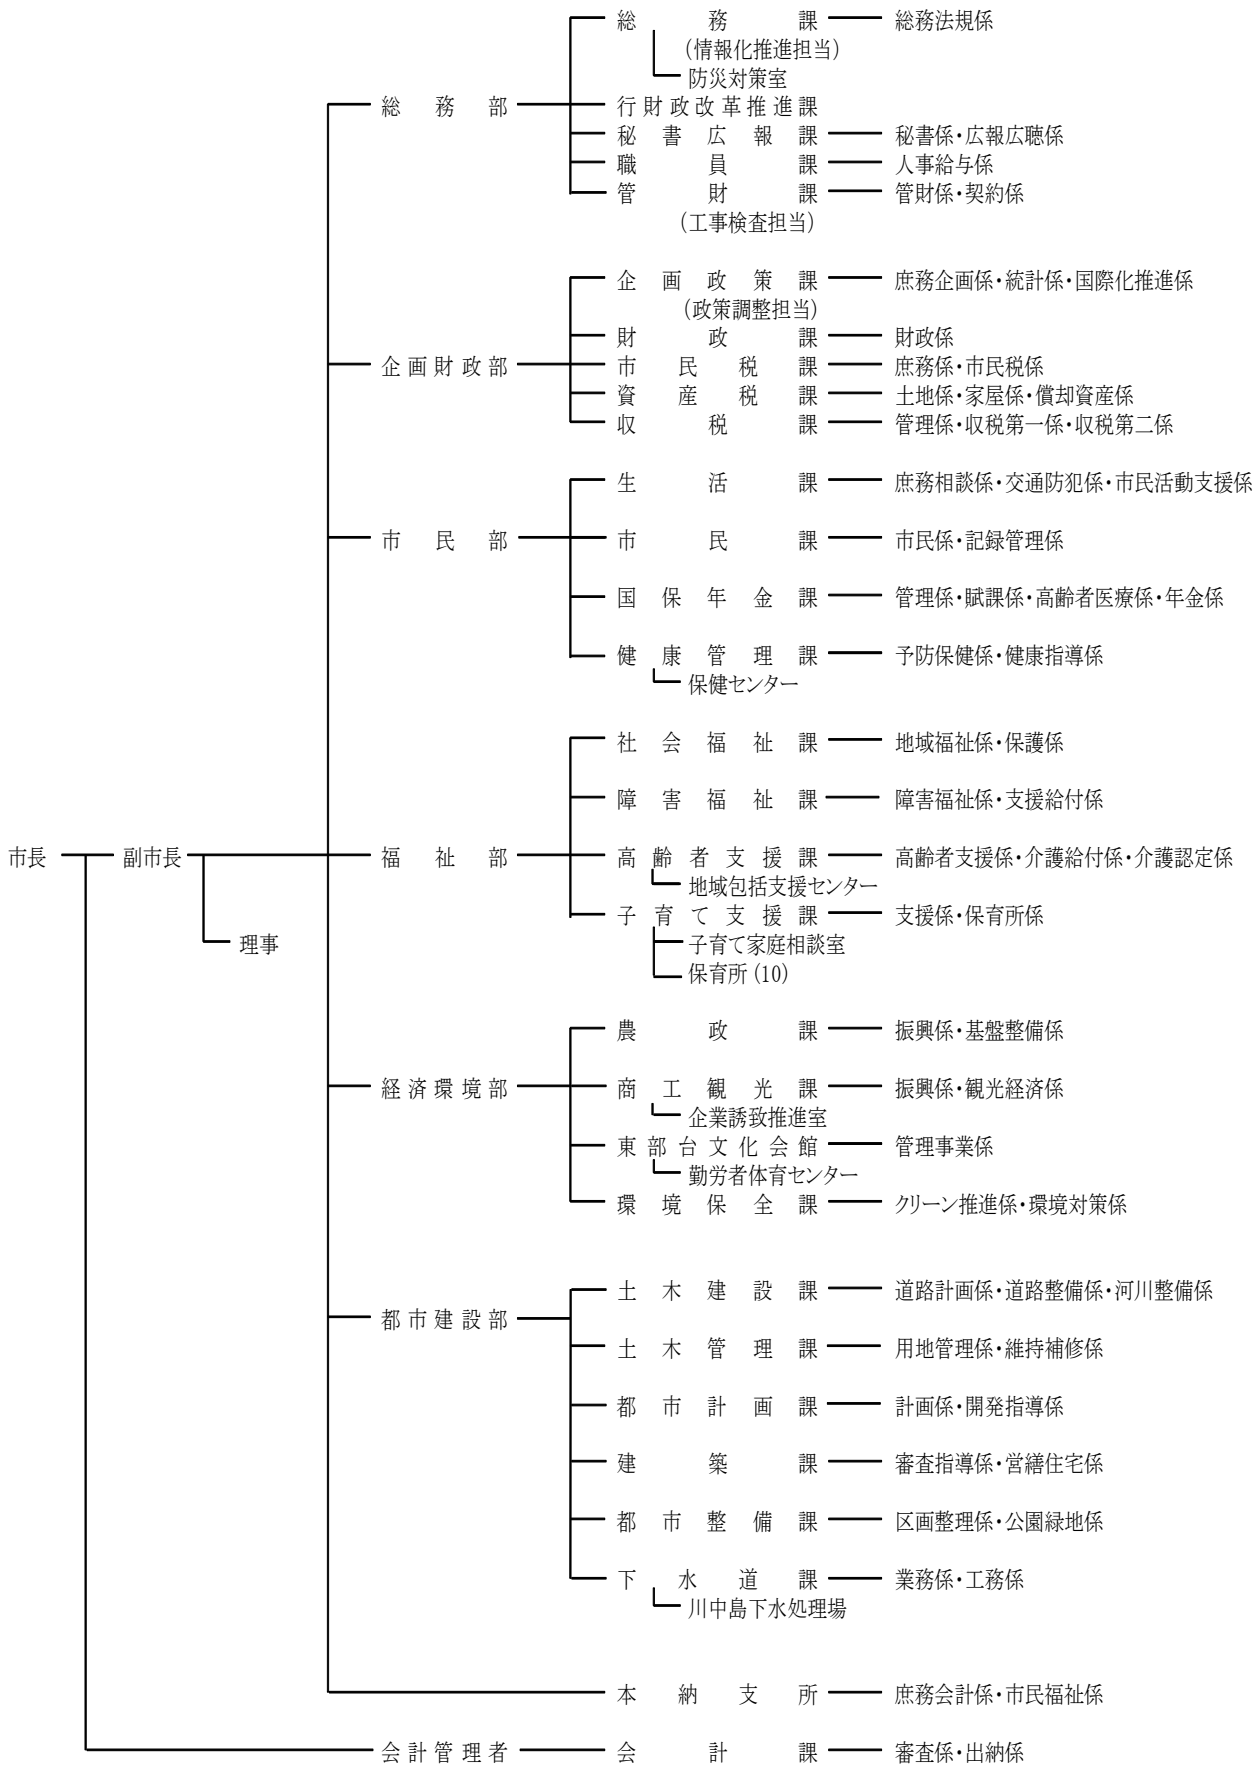 総務課 総務法規係
(情報化推進担当)
防災対策室
総務部 行財政改革推進課
秘書広報課 秘書係・広報広聴係
職員課 人事給与係
管財課 管財係・契約係
(工事検査担当)
企画政策課 庶務企画係・統計係・国際化推進係
(政策調整担当)
財政課 財政係
企画財政部 市民税課 庶務係・市民税係
資産税課 土地係・家屋係・償却資産係
収税課 管理係・収税第一係・収税第二係
生活課 庶務相談係・交通防犯係・市民活動支援係
市民部 市民課 市民係・記録管理係
国保年金課 管理係・賦課係・高齢者医療係・年金係
健康管理課 予防保健係・健康指導係
保健センター
社会福祉課 地域福祉係・保護係
障害福祉課 障害福祉係・支援給付係
市長 副市長 福祉部 高齢者支援課 高齢者支援係・介護給付係・介護認定係
地域包括支援センター
子育て支援課 支援係・保育所係
理事 子育て家庭相談室
保育所(10)
農政課 振興係・基盤整備係
経済環境部 商工観光課 振興係・観光経済係
企業誘致推進室
東部台文化会館 管理事業係
勤労者体育センター
環境保全課 クリーン推進係・環境対策係
土木建設課 道路計画係・道路整備係・河川整備係
都市建設部
土木管理課 用地管理係・維持補修係
都市計画課 計画係・開発指導係
建築課 審査指導係・営繕住宅係
都市整備課 区画整理係・公園緑地係
下水道課 業務係・工務係
川中島下水処理場
本納支所 庶務会計係・市民福祉係
会計管理者 会計課 審査係・出納係